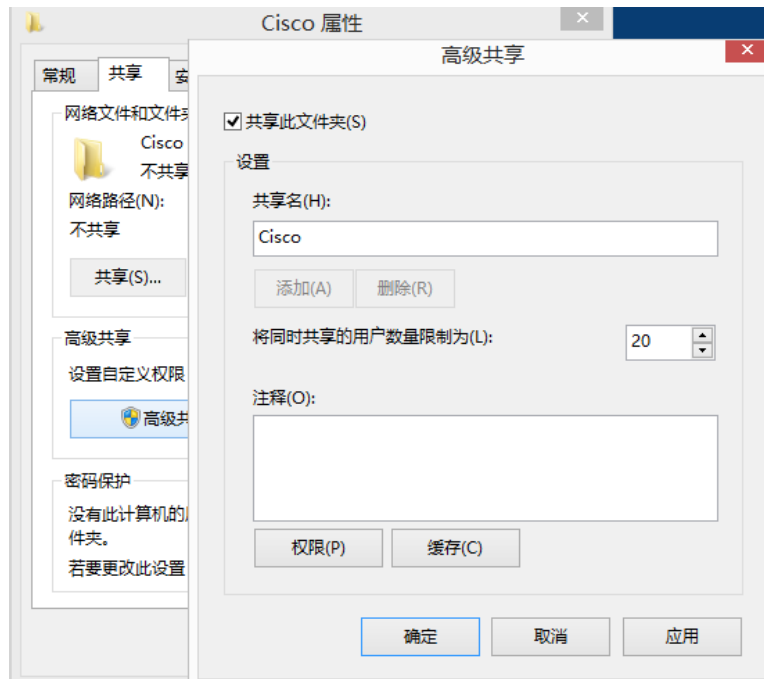 Cisco 属性
高级共享
常规
共享
网络文件和文件
Cisco
不共享
网络路径(N):
不共享
共享(S)...
高级共享
设置自定义权限
高级共
密码保护
没有此计算机的
件夹。
若要更改此设置
共享此文件夹(S)
设置
共享名(H):
Cisco
添加(A)
删除(R)
将同时共享的用户数量限制为(L):
20
注释(O):
权限(P)
缓存(C)
确定
取消
应用